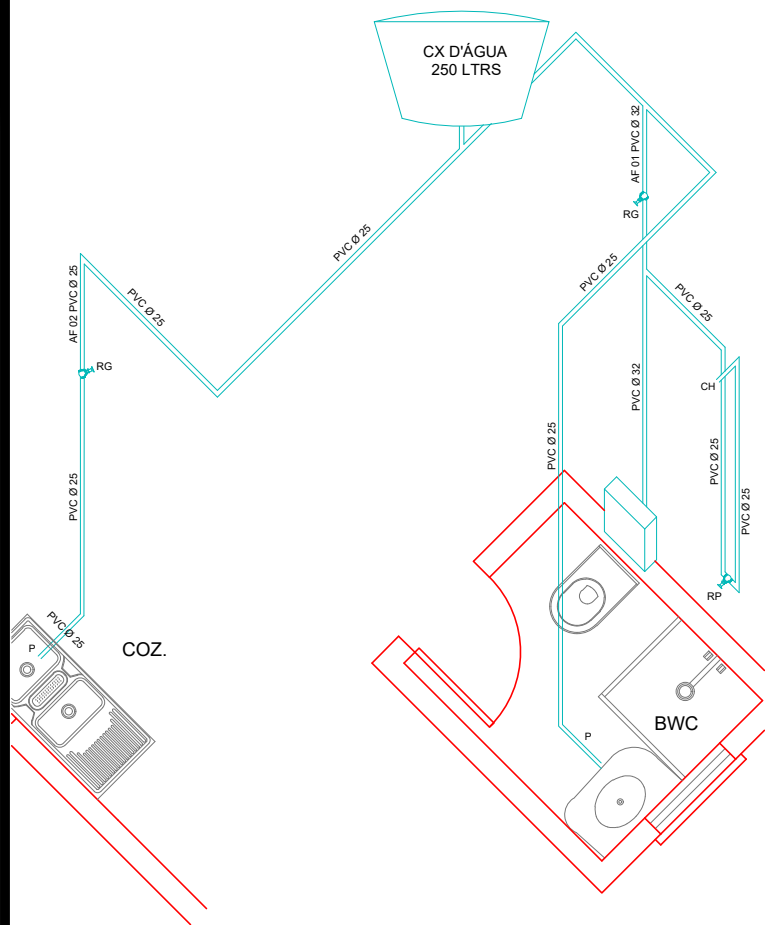 CX D'ÁGUA
250 LTRS
AF 01 PVC Ø 32
RG
PVC Ø 25
PVC Ø 25
PVC Ø 25
AF 02 PVC Ø 25
PVC Ø 25
RG
PVC Ø 32
CH
PVC Ø 25
PVC Ø 25
PVC Ø 25
PVC Ø 25
RP
PVC Ø 25
P
COZ.
BWC
P